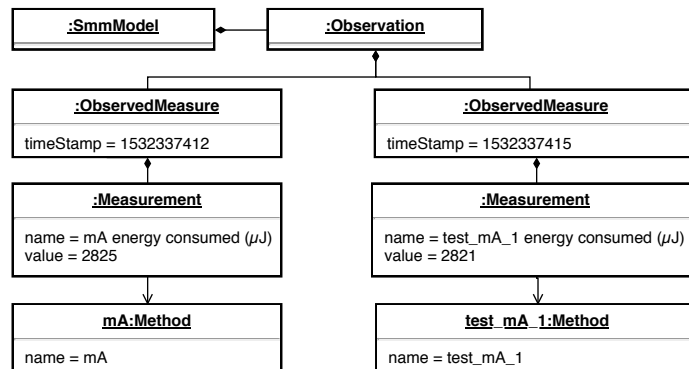 :SmmModel
:Observation
:ObservedMeasure
timeStamp = 1532337412
:ObservedMeasure
timeStamp = 1532337415
:Measurement
name = mA energy consumed (µJ)
value = 2825
:Measurement
name = test_mA_1 energy consumed (µJ)
value = 2821
mA:Method
name = mA
test_mA_1:Method
name = test_mA_1